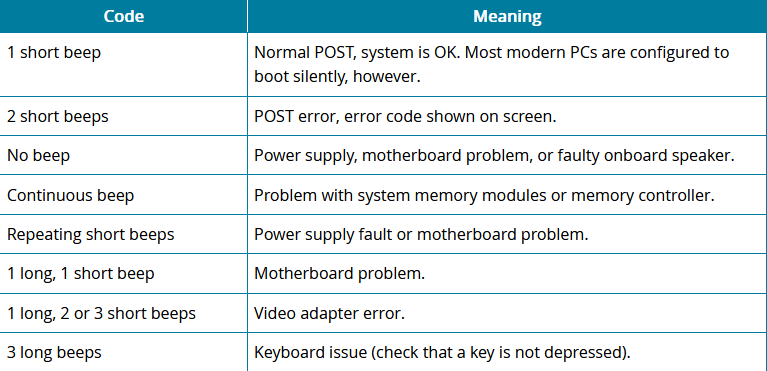 Code Meaning
1 short beep Normal POST, system is OK. Most modern PCs are configured to
boot silently, however.
2 short beeps POST error, error code shown on screen.
No beep Power supply, motherboard problem, or faulty onboard speaker.
Continuous beep Problem with system memory modules or memory controller.
Repeating short beeps Power supply fault or motherboard problem.
1 long, 1 short beep Motherboard problem.
1 long, 2 or 3 short beeps Video adapter error.
3 long beeps Keyboard issue (check that a key is not depressed).